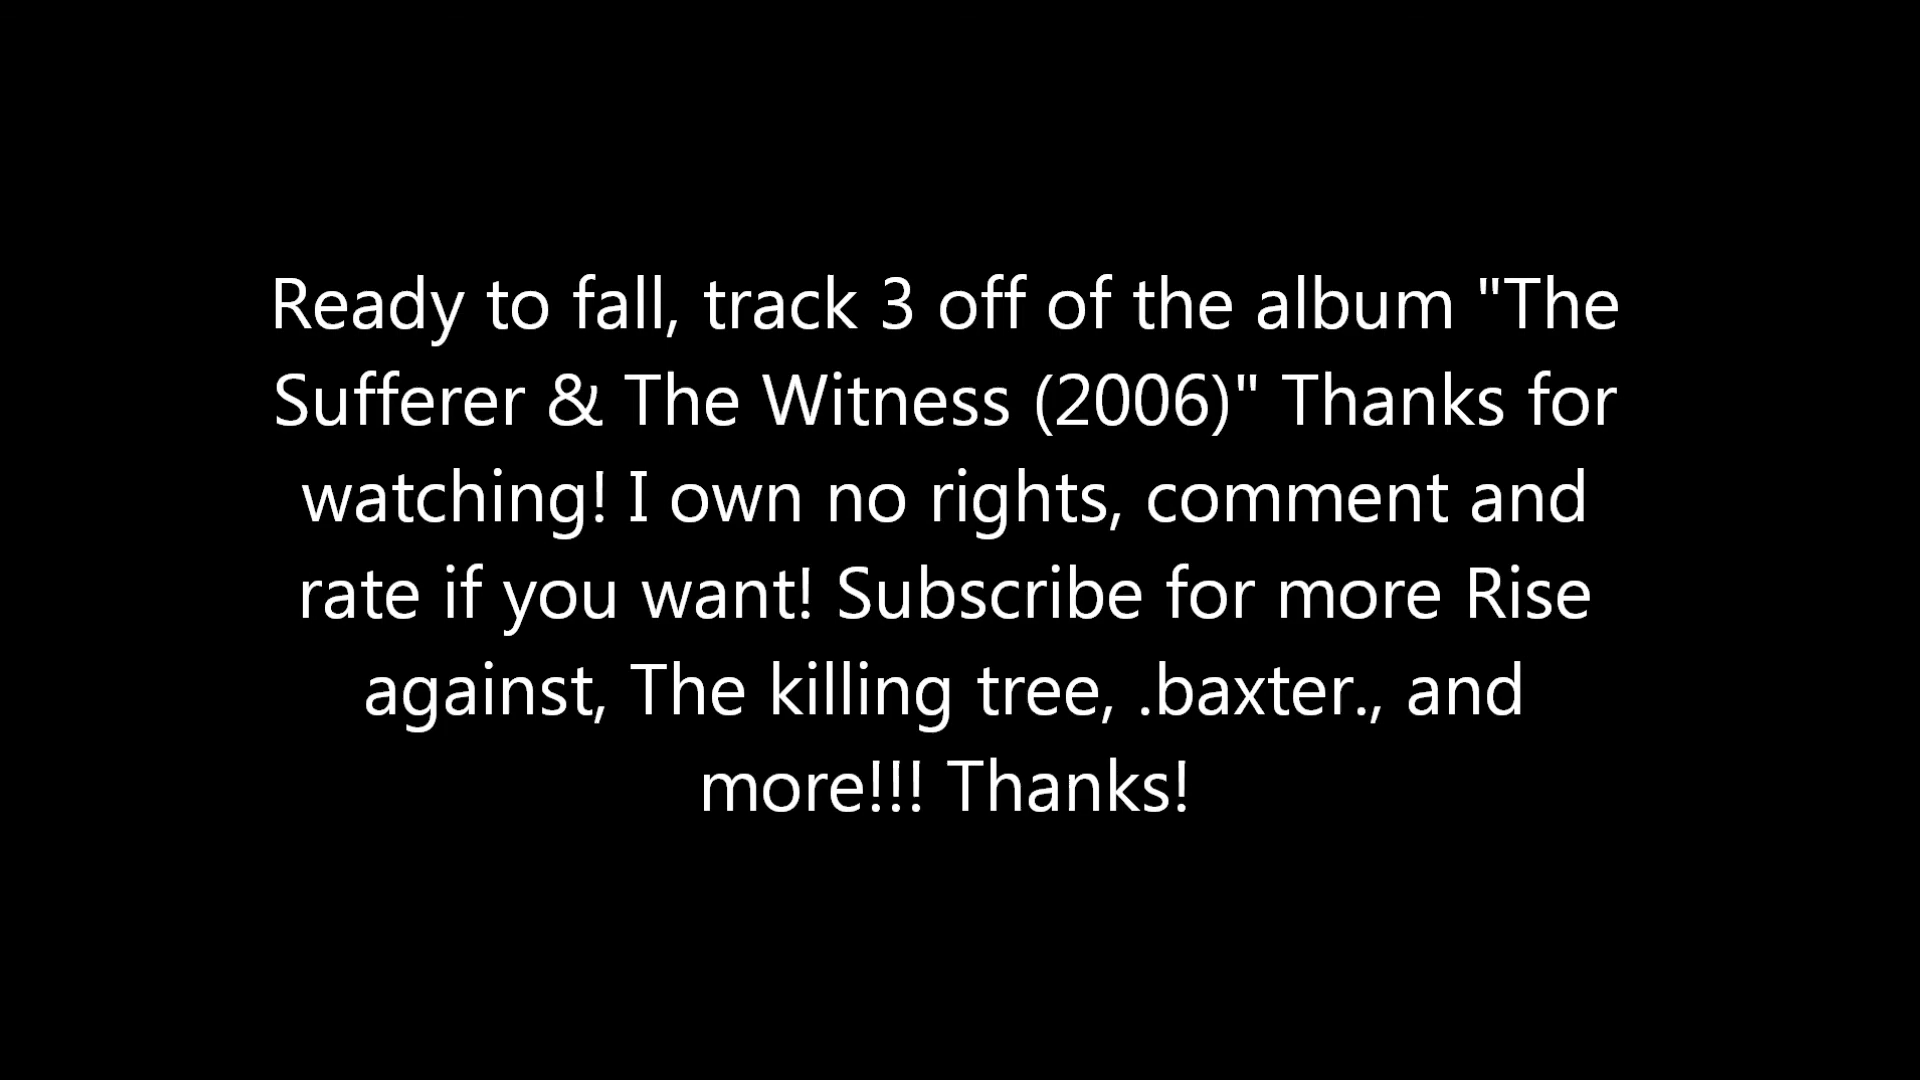 Ready to fall, track 3 off of the album "The
Sufferer & The Witness (2006)" Thanks for
watching! I own no rights, comment and
rate if you want! Subscribe for more Rise
against, The killing tree, .baxter., and
more!!! Thanks!